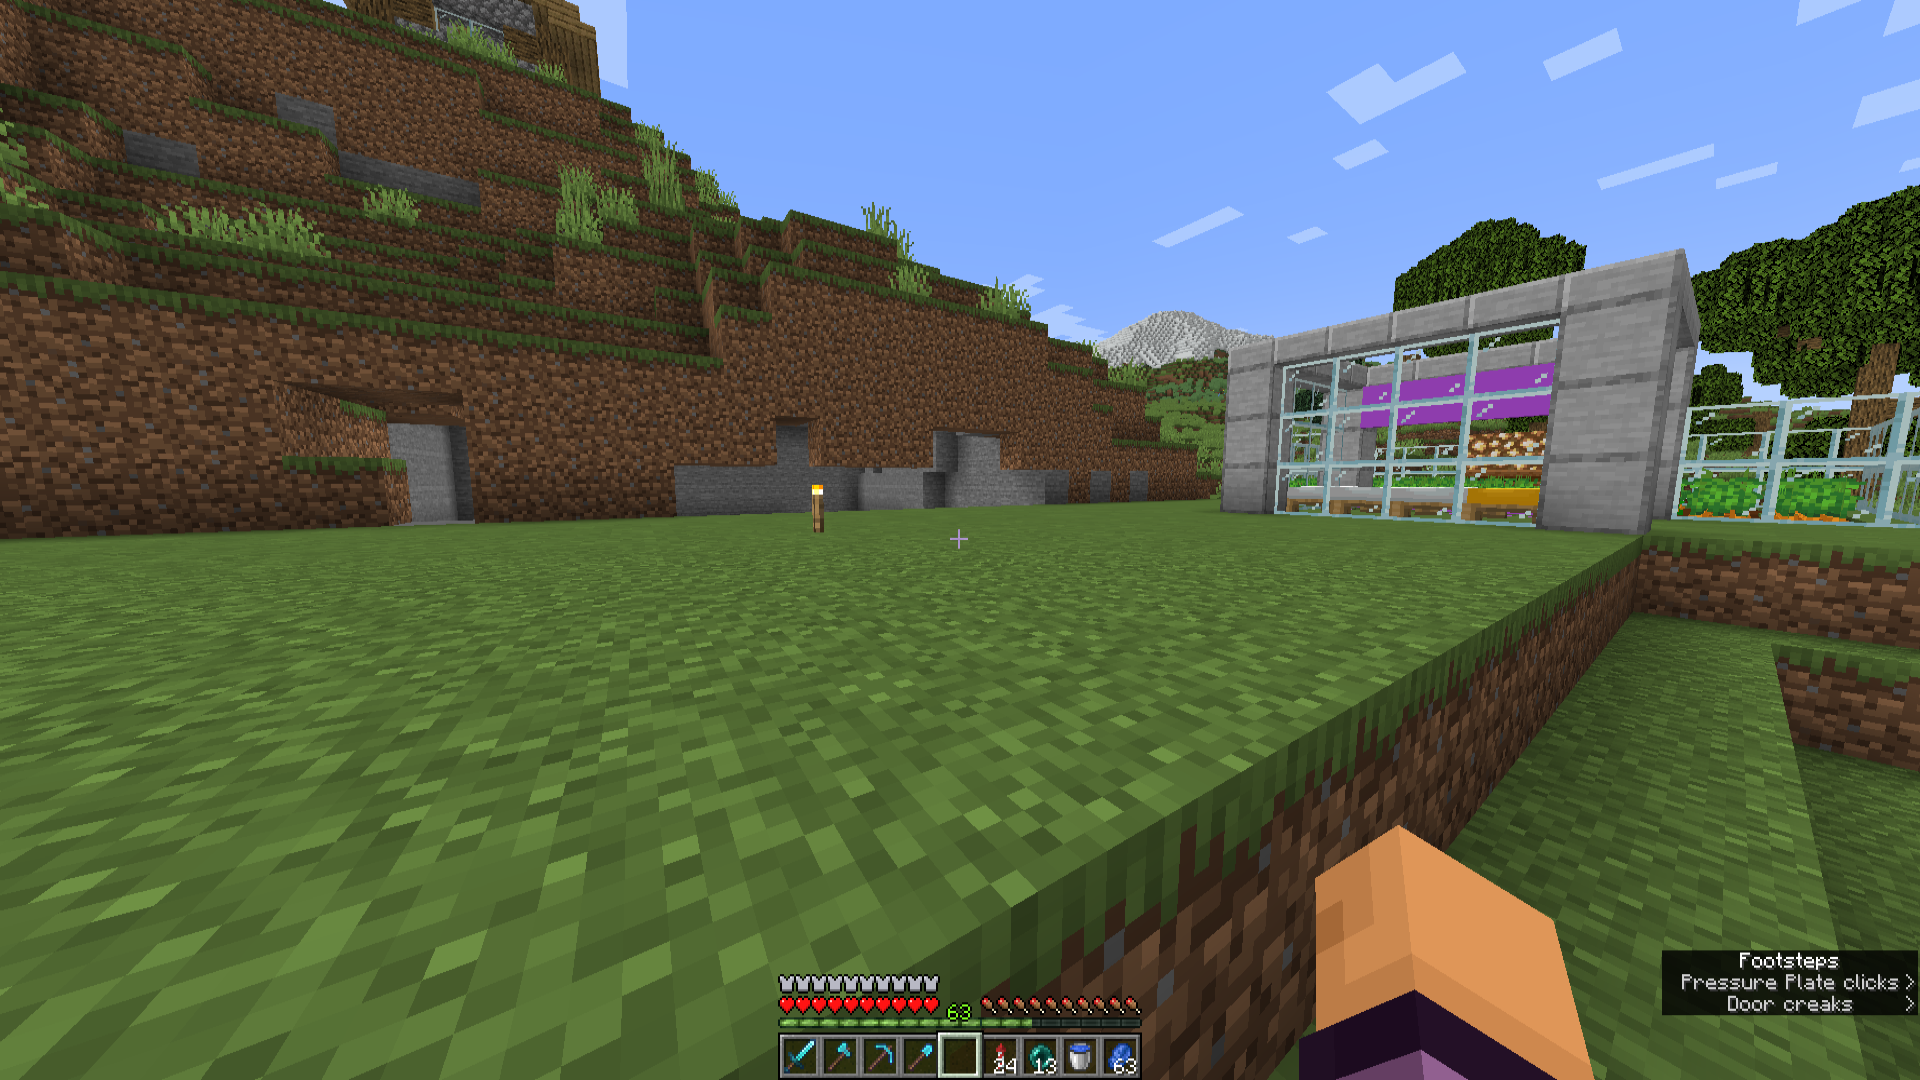 Footsteps
Pressure Plate clicks >
Door creaks >
63
24 13 63